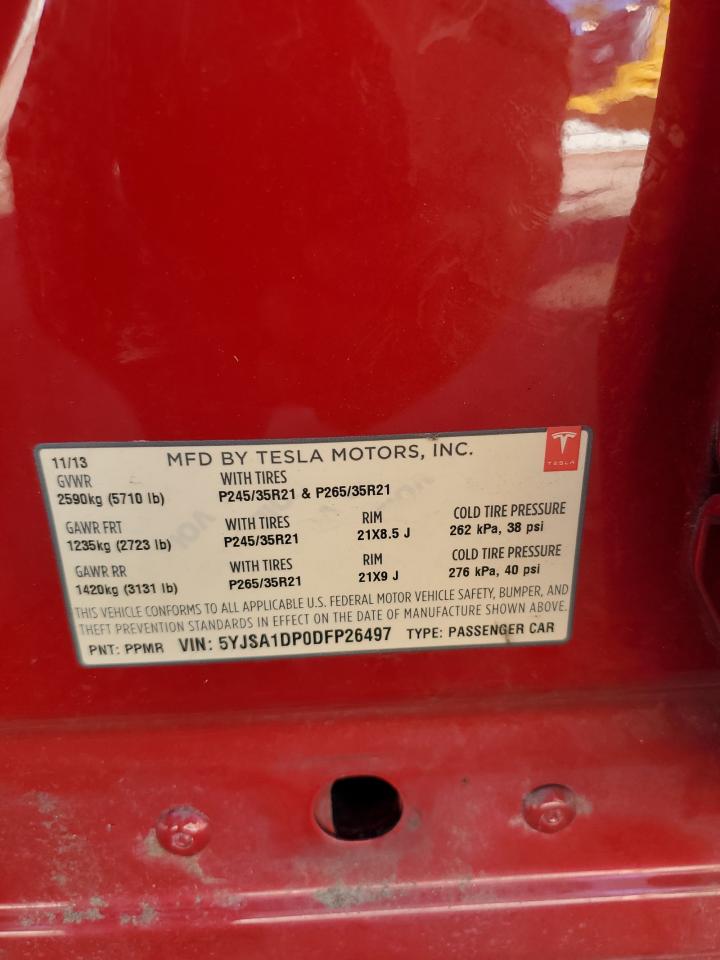 11/13 MFD BY TESLA MOTORS, INC.
TESLA
GVWR WITH TIRES
2590kg (5710 lb) P245/35R21 & P265/35R21
GAWR FRT WITH TIRES RIM COLD TIRE PRESSURE
1235kg (2723 lb) P245/35R21 21X8.5 J 262 kPa, 38 psi
GAWR RR WITH TIRES RIM COLD TIRE PRESSURE
1420kg (3131 lb) P265/35R21 21X9 J 276 kPa, 40 psi
THIS VEHICLE CONFORMS TO ALL APPLICABLE U.S. FEDERAL MOTOR VEHICLE SAFETY, BUMPER, AND
THEFT PREVENTION STANDARDS IN EFFECT ON THE DATE OF MANUFACTURE SHOWN ABOVE.
PNT: PPMR VIN: 5YJSA1DP0DFP26497 TYPE: PASSENGER CAR